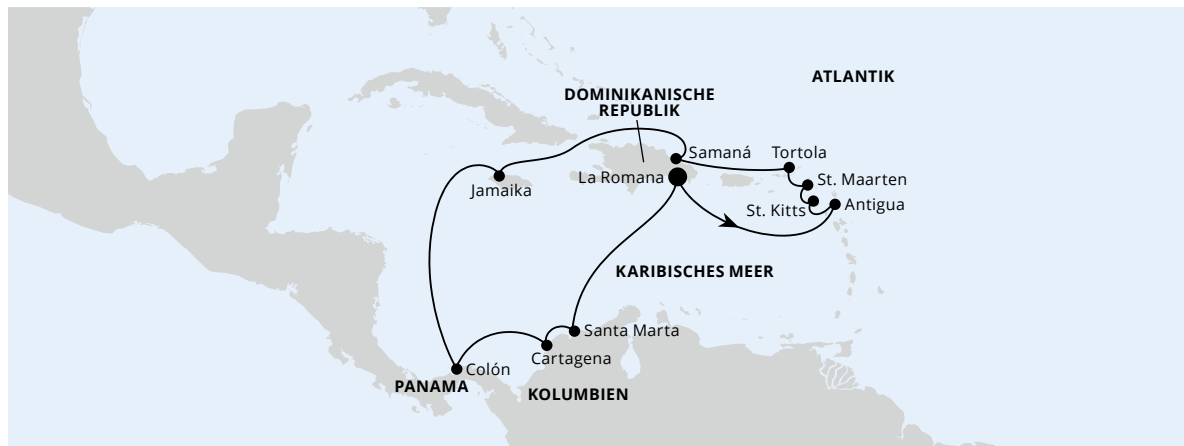 ATLANTIK
DOMINIKANISCHE
REPUBLIK
Samaná
Tortola
La Romana
St. Maarten
Jamaika
St. Kitts
Antigua
KARIBISCHES MEER
Santa Marta
Cartagena
Colón
PANAMA
KOLUMBIEN